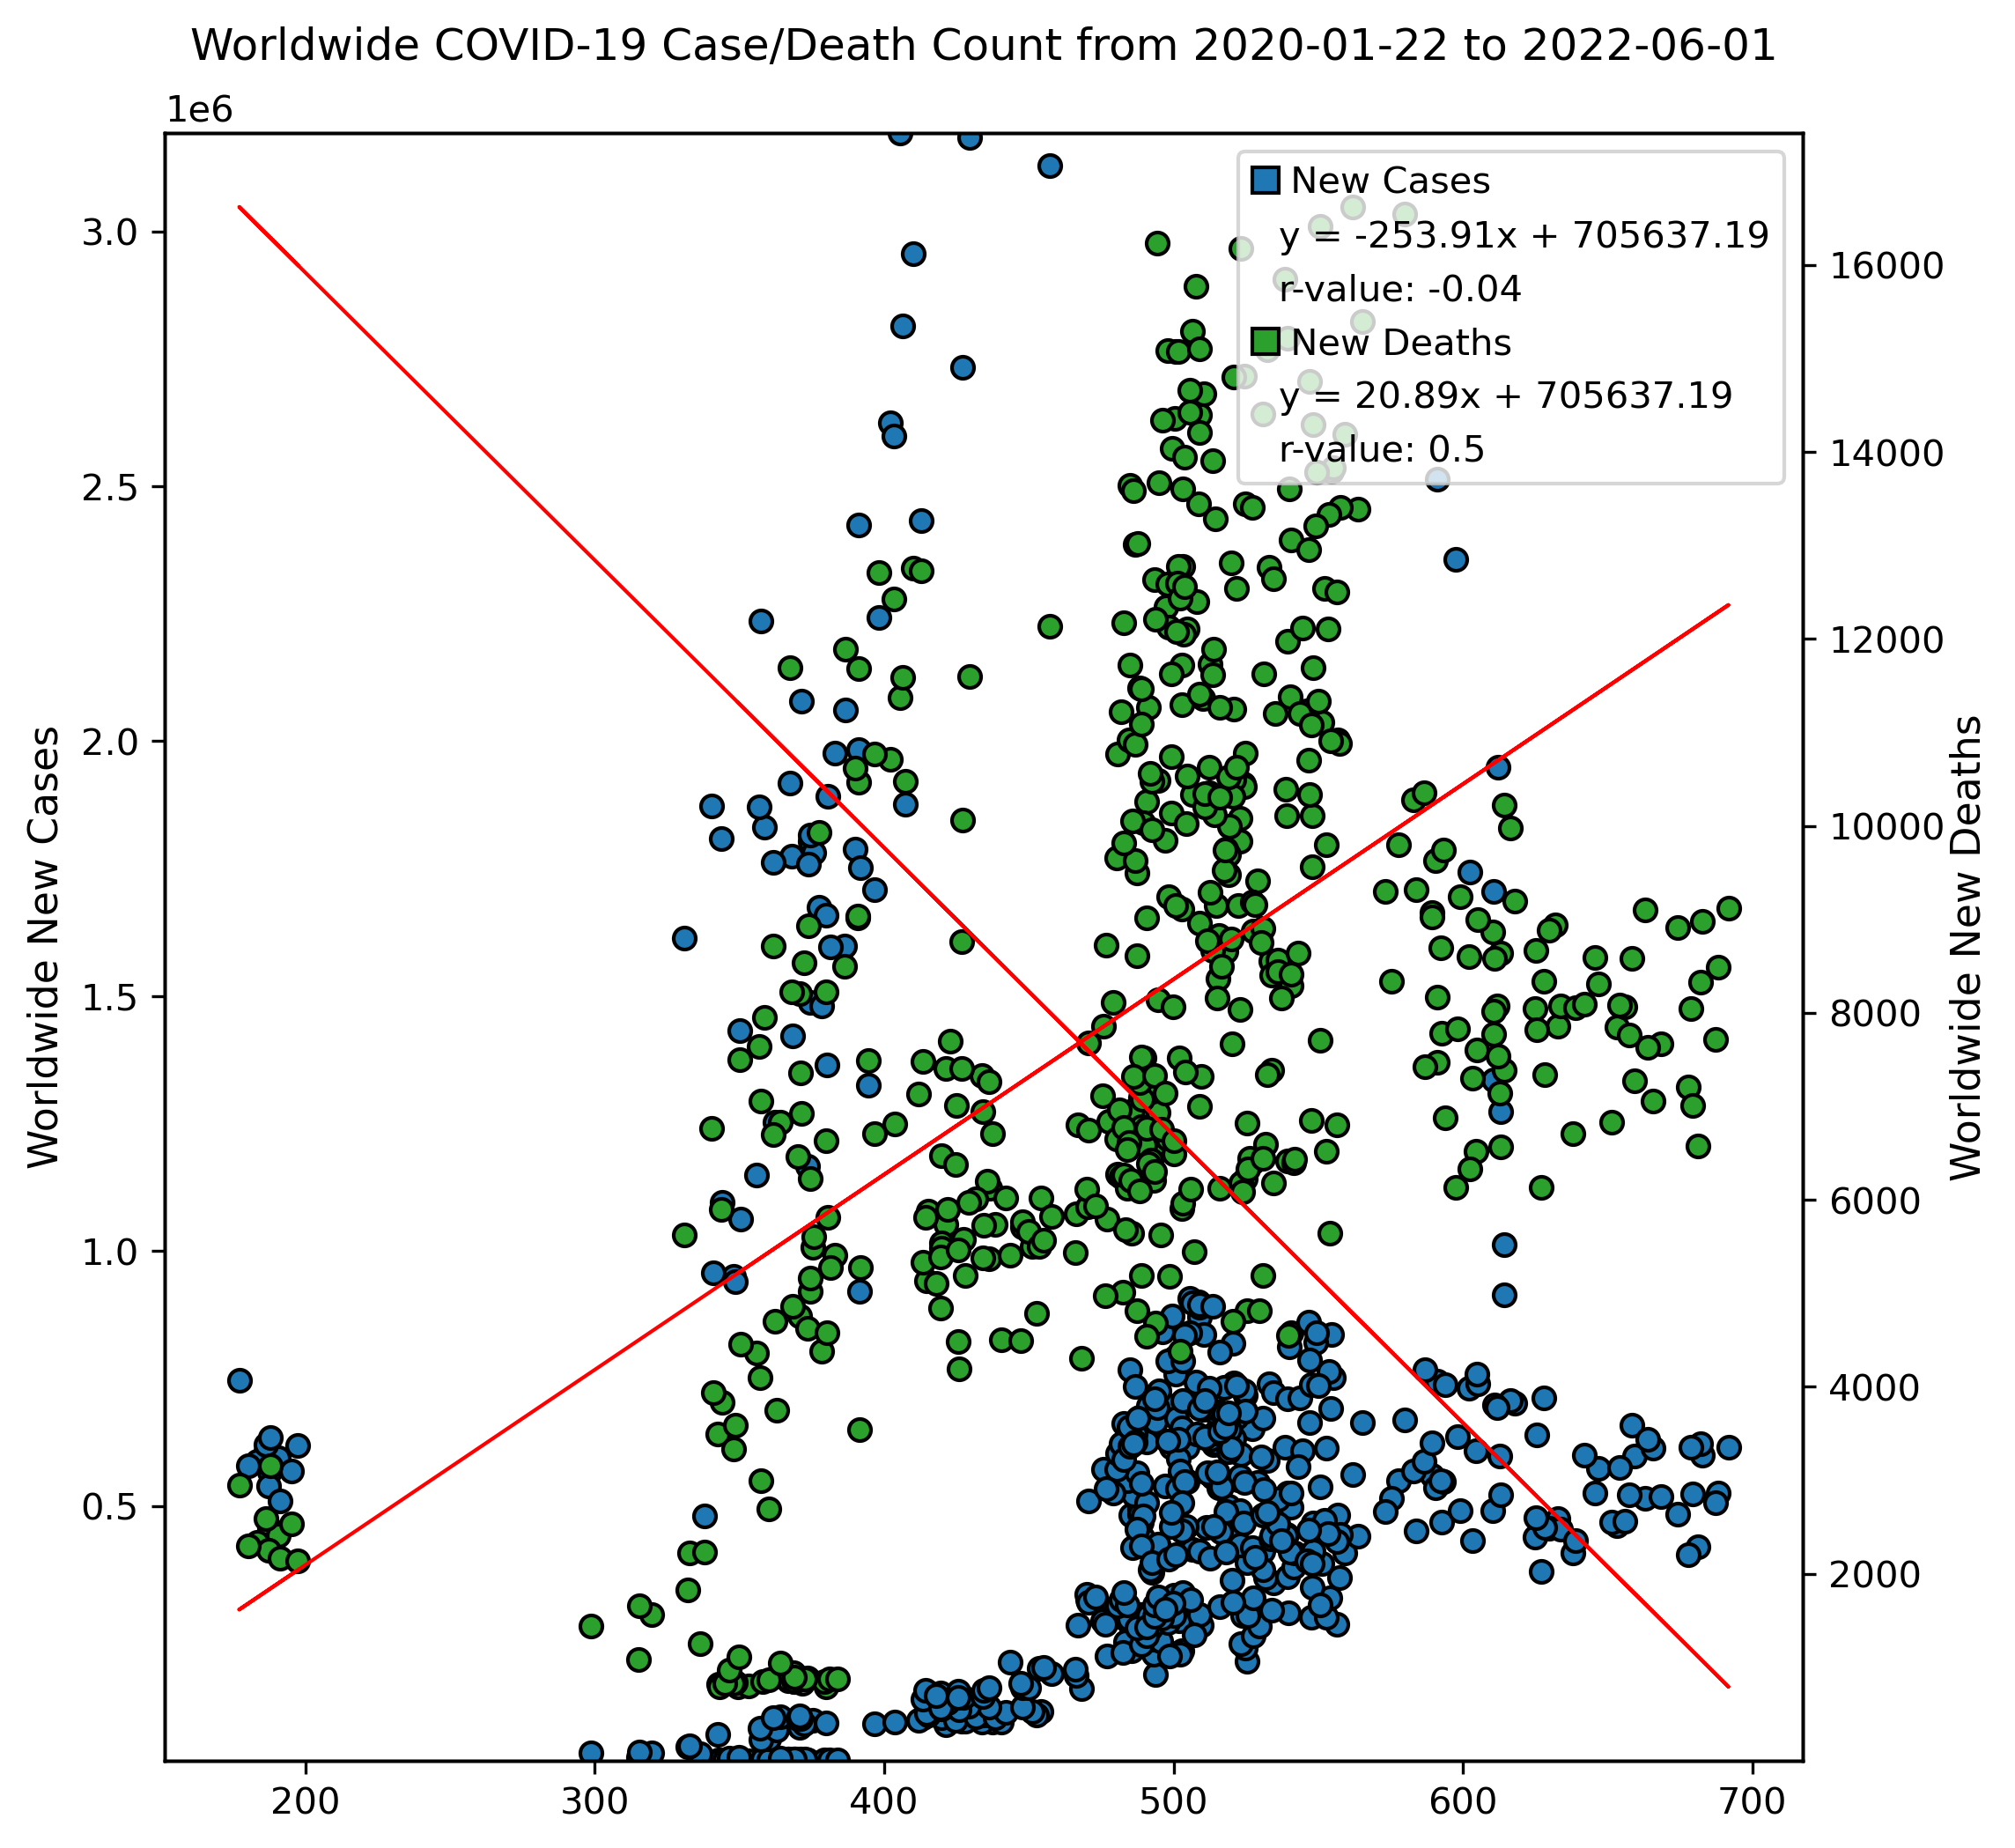 Worldwide COVID-19 Case/Death Count from 2020-01-22 to 2022-06-01
1e6
New Cases
y = -253.91x + 705637.19
r-value: -0.04
New Deaths
y = 20.89x + 705637.19
r-value: 0.5
Worldwide New Cases
3.0
2.5
2.0
1.5
1.0
0.5
16000
14000
12000
10000
8000
6000
4000
2000
Worldwide New Deaths
200 300 400 500 600 700